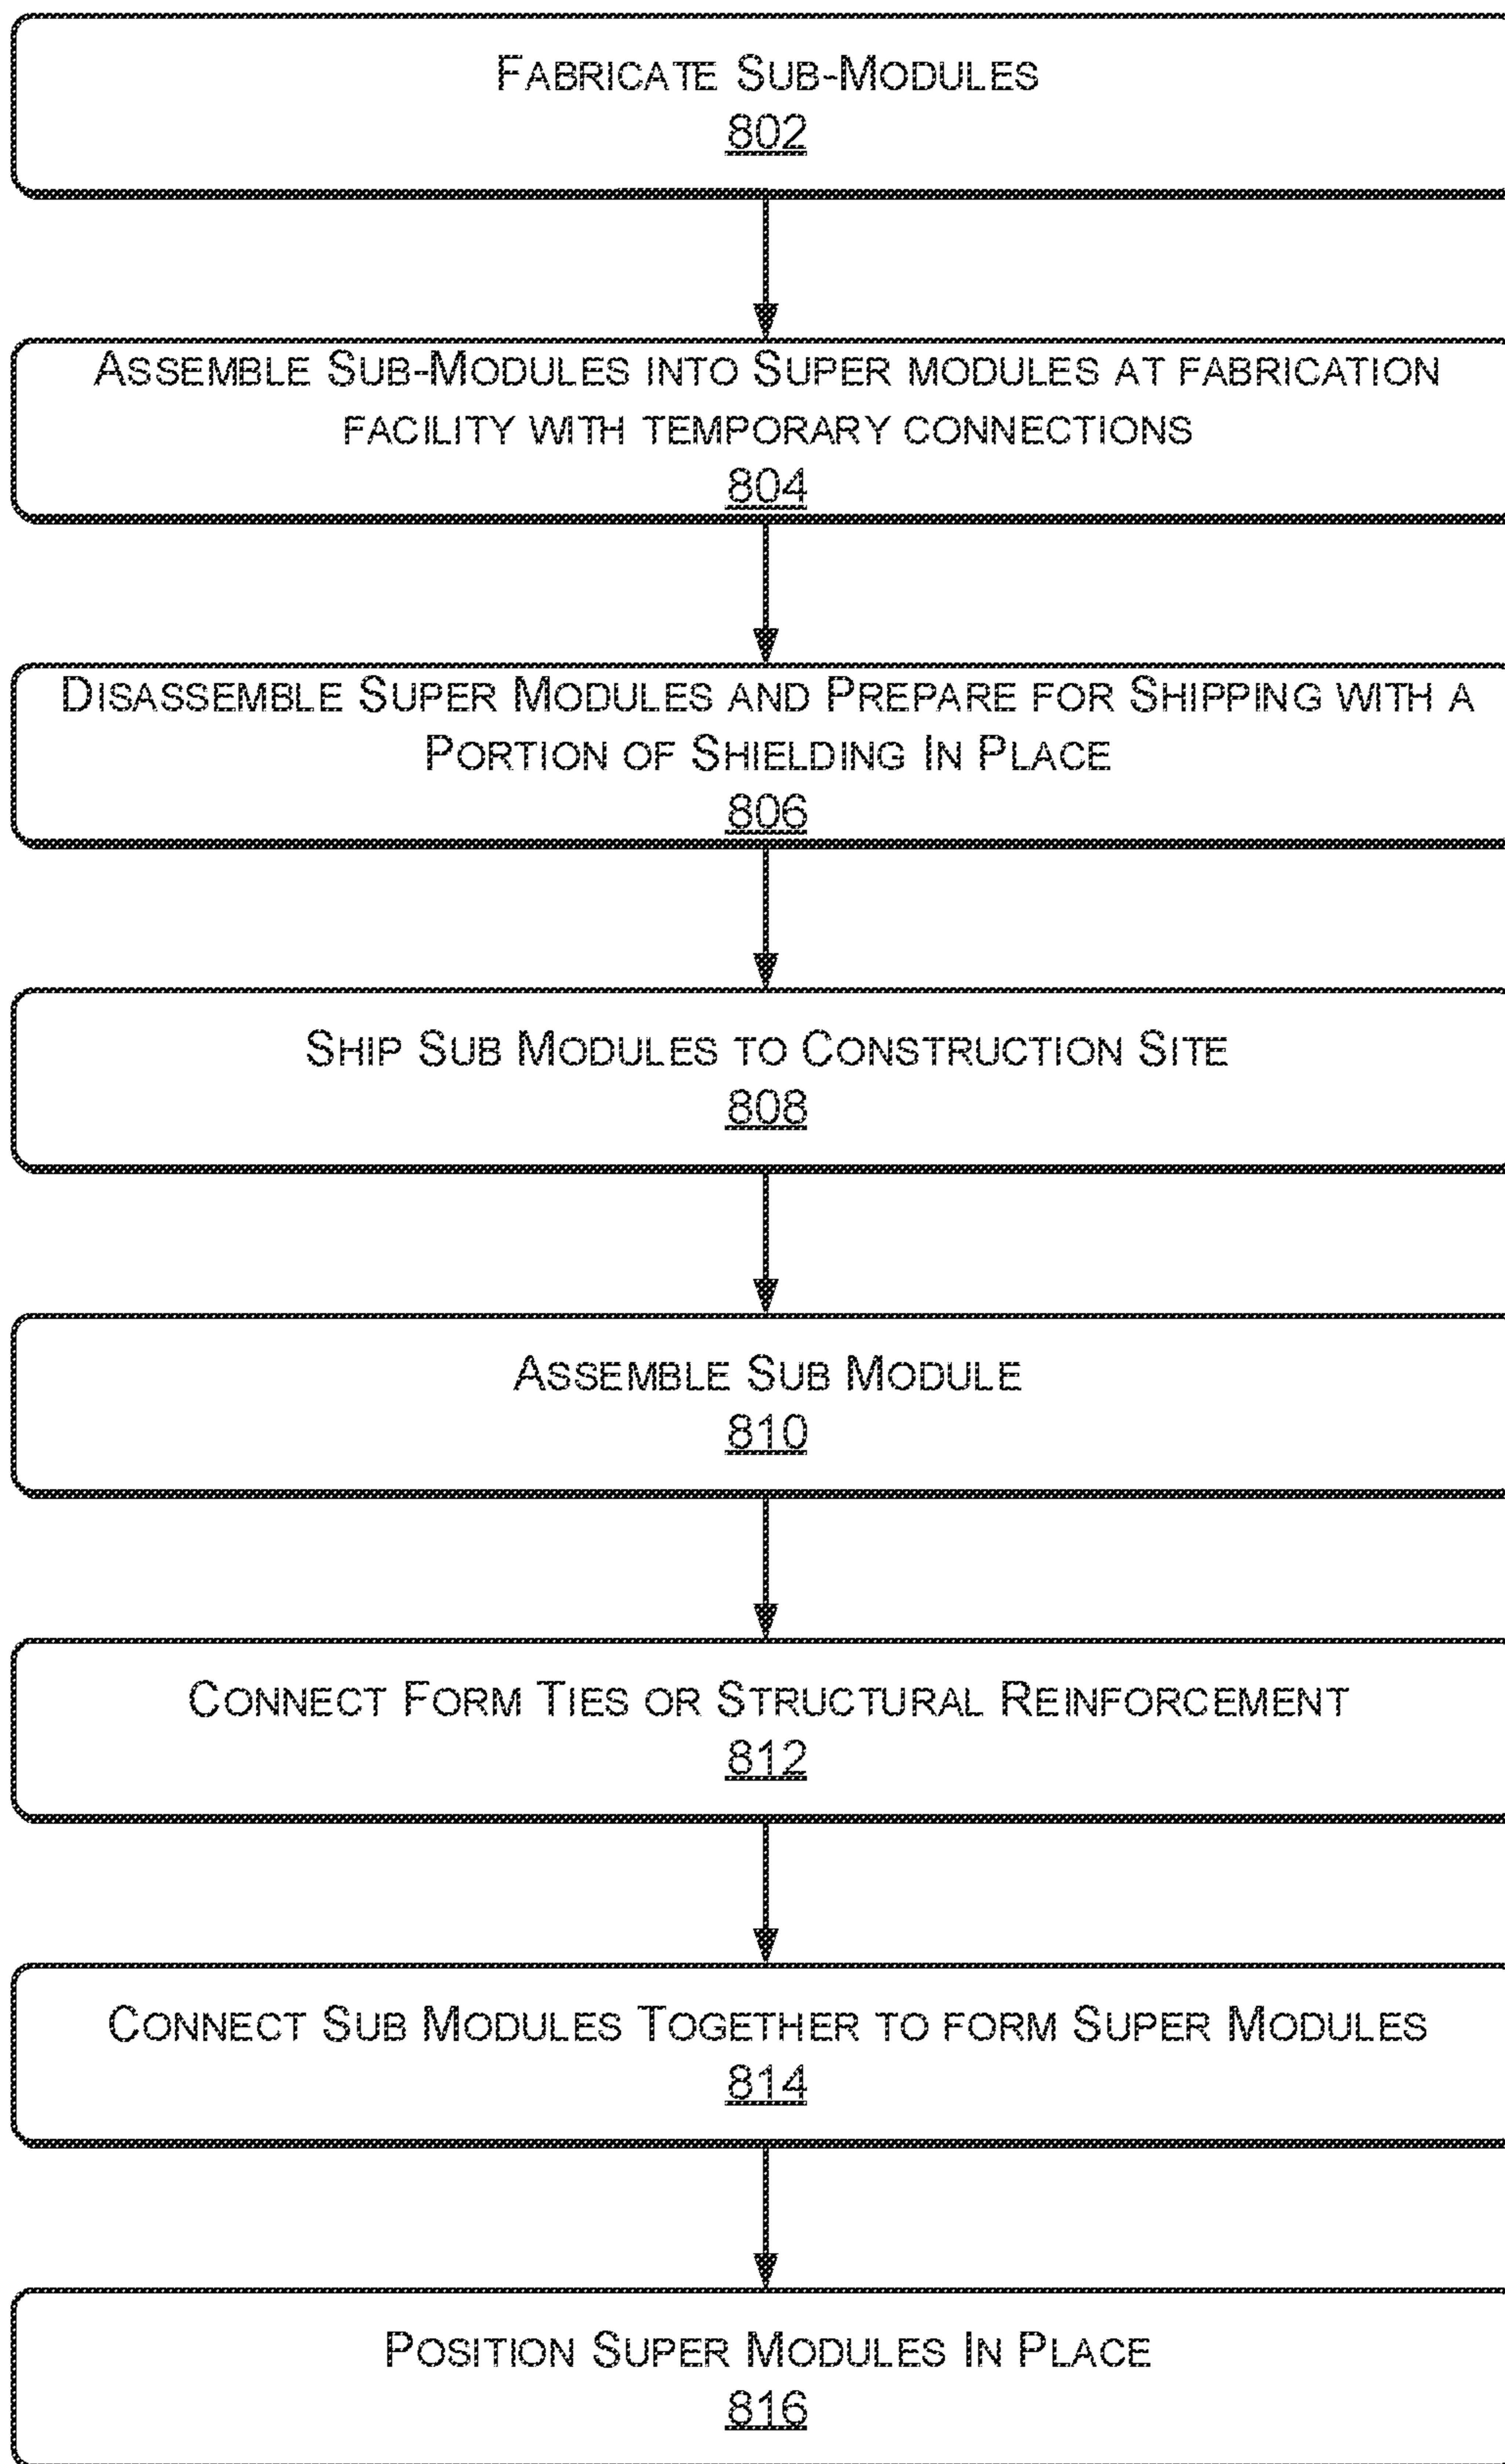 FABRICATE SUB-MODULES
802
ASSEMBLE SUB-MODULES INTO SUPER MODULES AT FABRICATION
FACILITY WITH TEMPORARY CONNECTIONS
804
DISASSEMBLE SUPER MODULES AND PREPARE FOR SHIPPING WITH A
PORTION OF SHIELDING IN PLACE
806
SHIP SUB MODULES TO CONSTRUCTION SITE
808
ASSEMBLE SUB MODULE
810
CONNECT FORM TIES OR STRUCTURAL REINFORCEMENT
812
CONNECT SUB MODULES TOGETHER TO FORM SUPER MODULES
814
POSITION SUPER MODULES IN PLACE
816